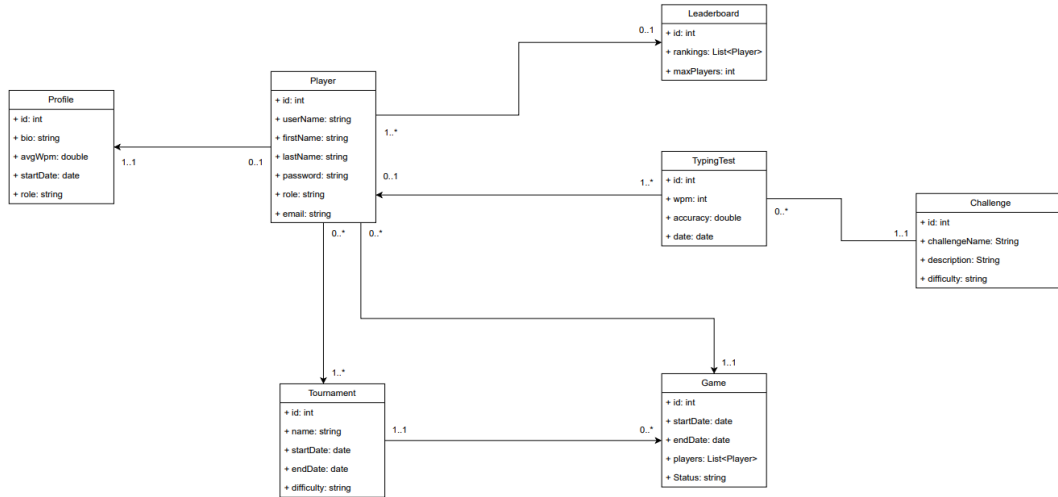 Leaderboard
+ id: int
+ rankings: List<Player>
+ maxPlayers: int
0..1
Player
+ id: int
+ userName: string
+ firstName: string
+ lastName: string
+ password: string
+ role: string
+ email: string
1..*
0..1
0..1
0..*
0..*
Profile
+ id: int
+ bio: string
+ avgWpm: double
+ startDate: date
+ role: string
1..1
TypingTest
+ id: int
+ wpm: int
+ accuracy: double
+ date: date
1..*
0..*
Challenge
+ id: int
+ challengeName: String
+ description: String
+ difficulty: string
1..1
1..*
Tournament
+ id: int
+ name: string
+ startDate: date
+ endDate: date
+ difficulty: string
1..1
0..*
1..1
Game
+ id: int
+ startDate: date
+ endDate: date
+ players: List<Player>
+ Status: string